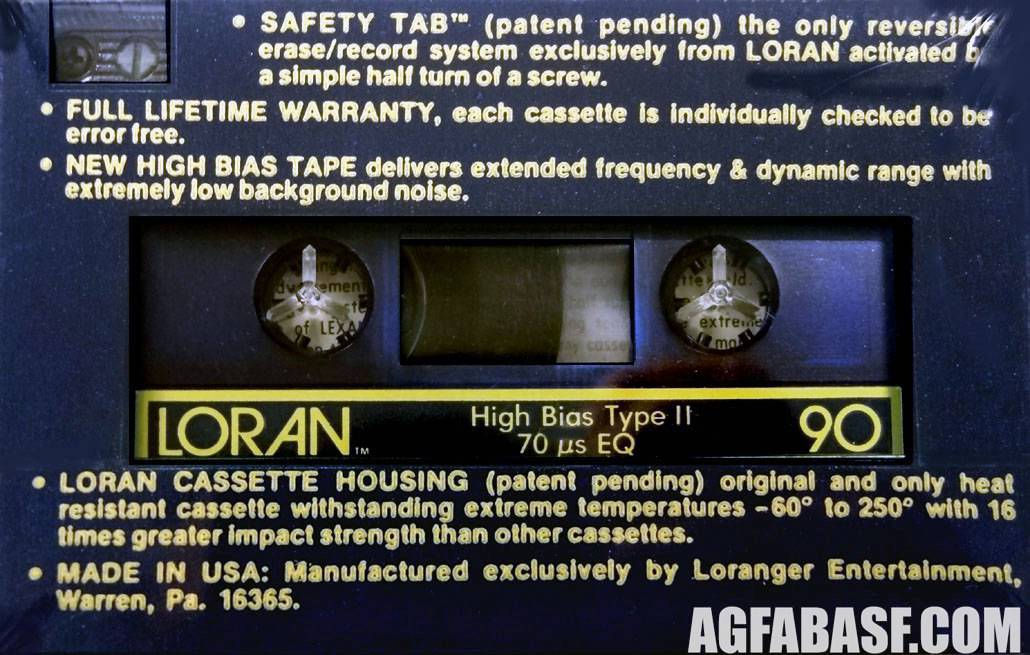 • SAFETY TAB™ (patent pending) the only reversible
erase/record system exclusively from LORAN activated b
a simple half turn of a screw.
• FULL LIFETIME WARRANTY, each cassette is individually checked to be
error free.
• NEW HIGH BIAS TAPE delivers extended frequency & dynamic range with
extremely low background noise.
of LEXA
extreme
LORAN™
High Bias Type II
70 µs EQ
90
• LORAN CASSETTE HOUSING (patent pending) original and only heat
resistant cassette withstanding extreme temperatures -60° to 250° with 16
times greater impact strength than other cassettes.
• MADE IN USA: Manufactured exclusively by Loranger Entertainment,
Warren, Pa. 16365.
AGFABASF.COM